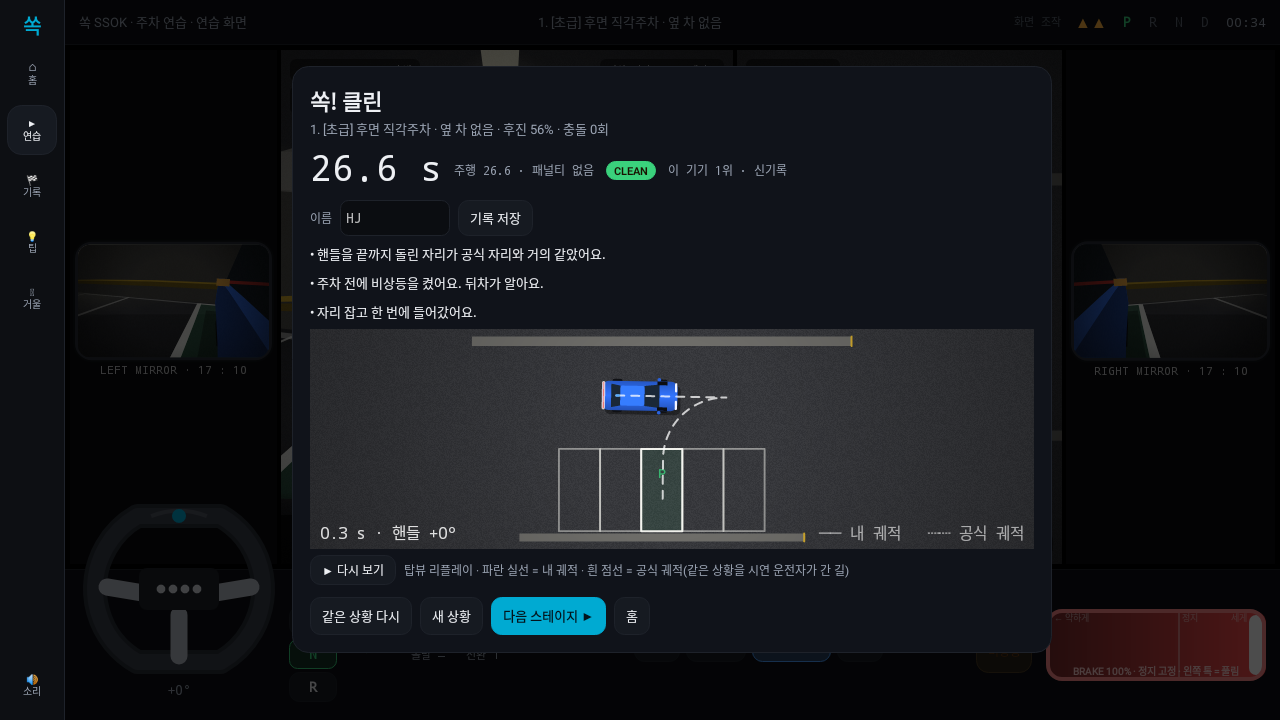 쏙
쏙 SSOK · 주차 연습 · 연습 화면
1. [초급] 후면 직각주차 · 옆 차 없음
화면 조작
▲▲
P R N D
00:34
홈
연습
기록
팁
거울
소리
쏙! 클린
1. [초급] 후면 직각주차 · 옆 차 없음 · 후진 56% · 충돌 0회
26.6 s
주행 26.6 · 패널티 없음
CLEAN
이 기기 1위 · 신기록
이름
HJ
기록 저장
• 핸들을 끝까지 돌린 자리가 공식 자리와 거의 같았어요.
• 주차 전에 비상등을 켰어요. 뒤차가 알아요.
• 자리 잡고 한 번에 들어갔어요.
P
0.3 s · 핸들 +0°
내 궤적
공식 궤적
► 다시 보기
탑뷰 리플레이 · 파란 실선 = 내 궤적 · 흰 점선 = 공식 궤적(같은 상황을 시연 운전자가 간 길)
같은 상황 다시
새 상황
다음 스테이지 ►
홈
LEFT MIRROR · 17 : 10
RIGHT MIRROR · 17 : 10
+0°
N
R
정지
BRAKE 100% · 정지 고정 · 왼쪽 톡 = 풀림